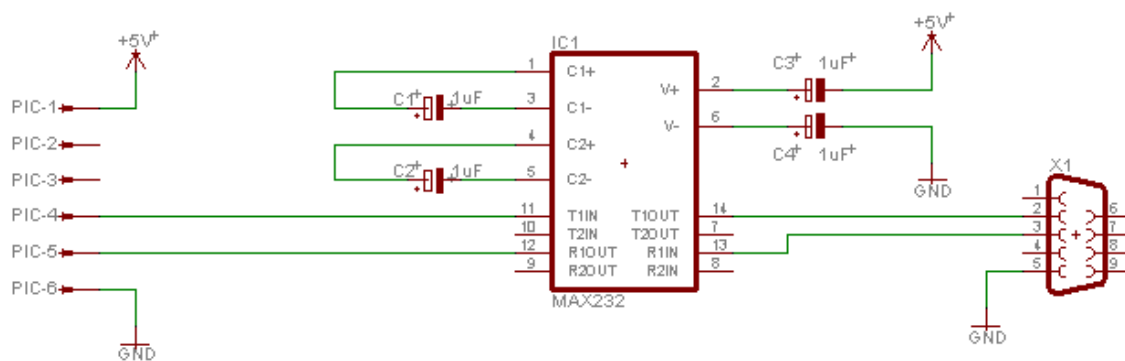 +5V
PIC-1
PIC-2
PIC-3
PIC-4
PIC-5
PIC-6
GND
C1 1uF
C2 1uF
IC1
1 C1+
3 C1-
4 C2+
5 C2-
11 T1IN
10 T2IN
12 R1OUT
9 R2OUT
V+ 2
V- 6
T1OUT 14
T2OUT 7
R1IN 13
R2IN 8
MAX232
C3 1uF
+5V
C4 1uF
GND
X1
1
2
3
4
5
6
7
8
9
GND